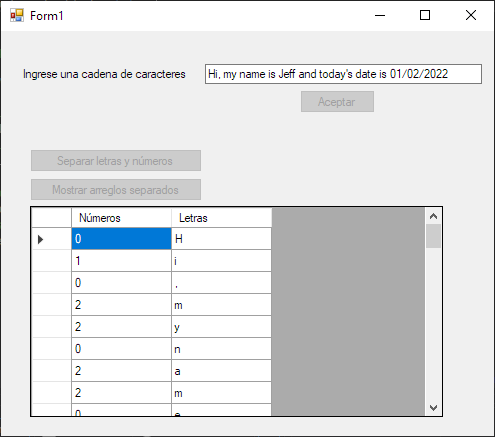 Form1
Ingrese una cadena de caracteres Hi, my name is Jeff and today's date is 01/02/2022
Aceptar
Separar letras y números
Mostrar arreglos separados
Números Letras
0 H
1 i
0 ,
2 m
2 y
0 n
2 a
2 m
0 e